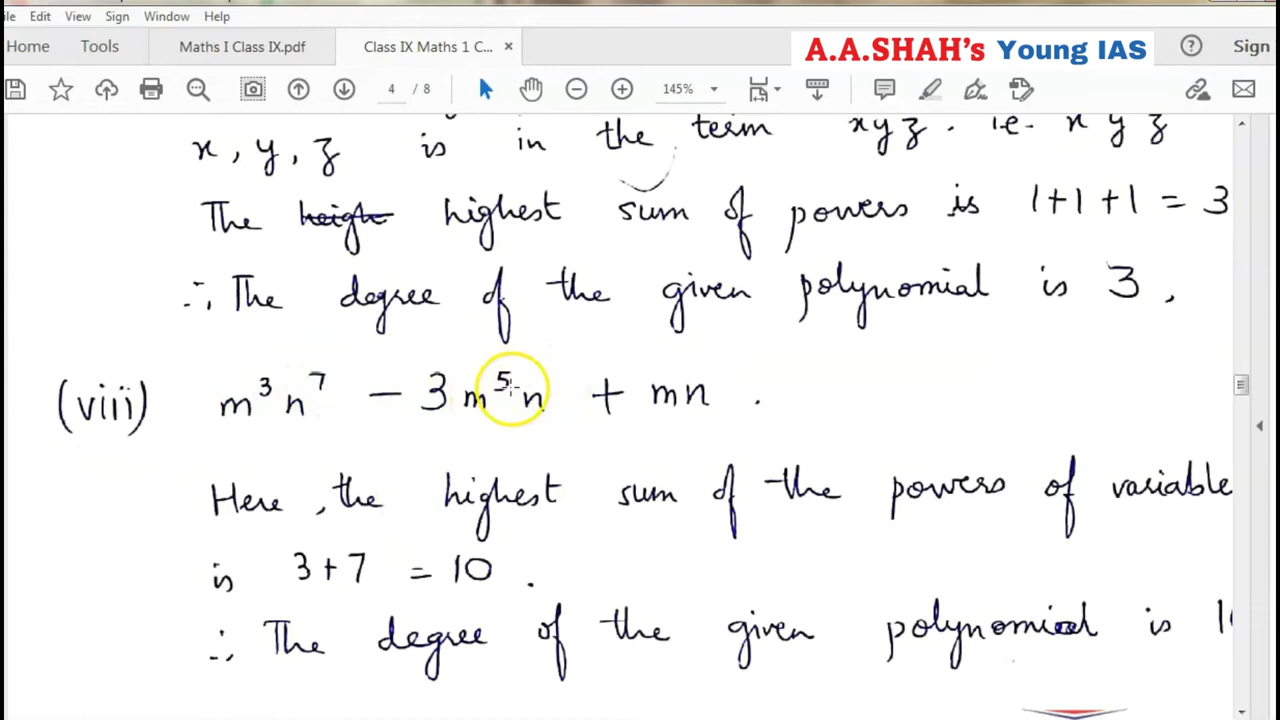 ile Edit View Sign Window Help
Home Tools Maths I Class IX.pdf Class IX Maths 1 C... × A.A.SHAH's Young IAS ? Sign
4 / 8 145%
x, y, z is in the term xyz. i.e. x y z
The heigh highest sum of powers is 1+1+1 = 3
∴ The degree of the given polynomial is 3,
(viii) m³n⁷ − 3m⁵n + mn.
Here, the highest sum of the powers of variable
is 3+7 = 10.
∴ The degree of the given polynomial is 1